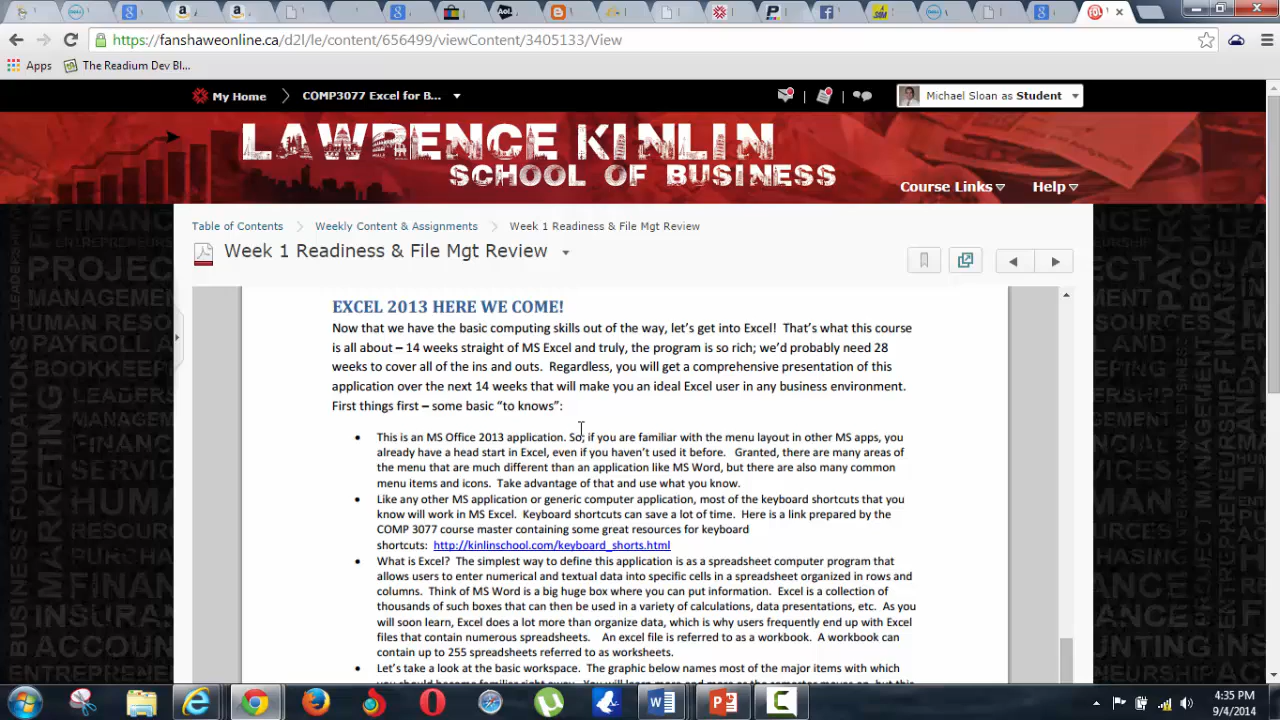 https://fanshaweonline.ca/d2l/le/content/656499/viewContent/3405133/View
Apps The Readium Dev Bl...
My Home COMP3077 Excel for B... Michael Sloan as Student
LAWRENCE KINLIN
SCHOOL OF BUSINESS
Course Links Help
Table of Contents Weekly Content & Assignments Week 1 Readiness & File Mgt Review
Week 1 Readiness & File Mgt Review
EXCEL 2013 HERE WE COME!
Now that we have the basic computing skills out of the way, let's get into Excel! That's what this course
is all about – 14 weeks straight of MS Excel and truly, the program is so rich; we'd probably need 28
weeks to cover all of the ins and outs. Regardless, you will get a comprehensive presentation of this
application over the next 14 weeks that will make you an ideal Excel user in any business environment.
First things first – some basic "to knows":
• This is an MS Office 2013 application. So, if you are familiar with the menu layout in other MS apps, you
already have a head start in Excel, even if you haven't used it before. Granted, there are many areas of
the menu that are much different than an application like MS Word, but there are also many common
menu items and icons. Take advantage of that and use what you know.
• Like any other MS application or generic computer application, most of the keyboard shortcuts that you
know will work in MS Excel. Keyboard shortcuts can save a lot of time. Here is a link prepared by the
COMP 3077 course master containing some great resources for keyboard
shortcuts: http://kinlinschool.com/keyboard_shorts.html
• What is Excel? The simplest way to define this application is as a spreadsheet computer program that
allows users to enter numerical and textual data into specific cells in a spreadsheet organized in rows and
columns. Think of MS Word is a big huge box where you can put information. Excel is a collection of
thousands of such boxes that can then be used in a variety of calculations, data presentations, etc. As you
will soon learn, Excel does a lot more than organize data, which is why users frequently end up with Excel
files that contain numerous spreadsheets. An excel file is referred to as a workbook. A workbook can
contain up to 255 spreadsheets referred to as worksheets.
• Let's take a look at the basic workspace. The graphic below names most of the major items with which
4:35 PM
9/4/2014